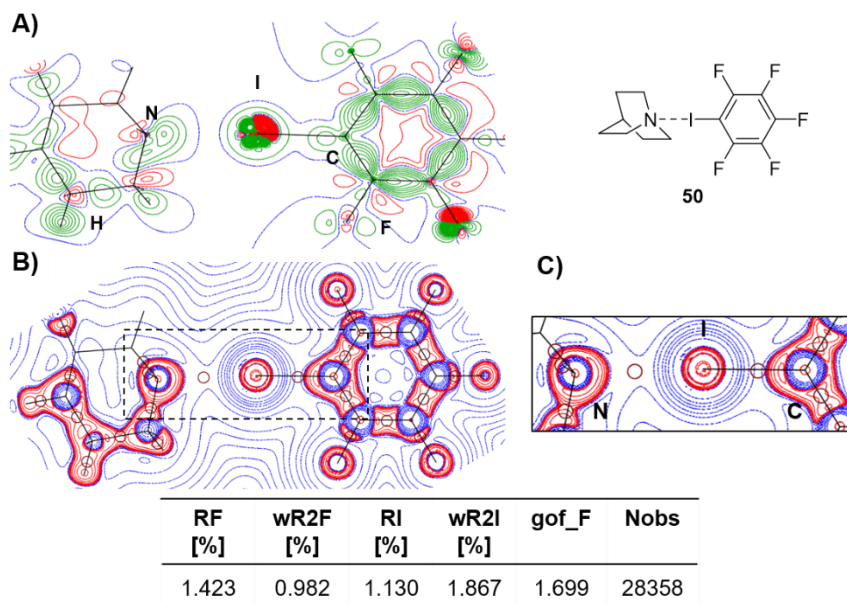 A)
I
N
C
H
F
F
F
N
I
F
F
F
50
B)
C)
I
N
C
RF [%] wR2F [%] RI [%] wR2I [%] gof_F Nobs
1.423 0.982 1.130 1.867 1.699 28358